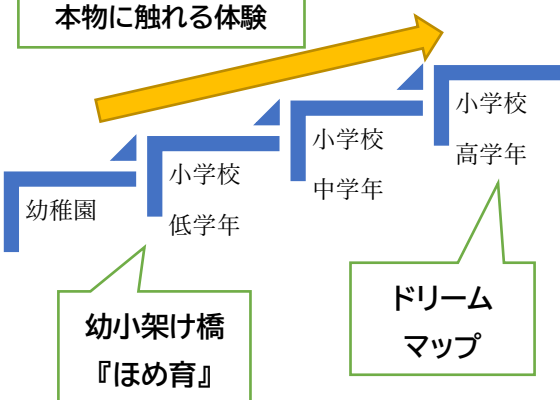 本物に触れる体験
幼稚園
小学校
低学年
小学校
中学年
小学校
高学年
幼小架け橋
『ほめ育』
ドリーム
マップ